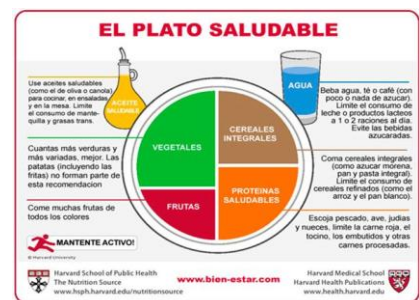 EL PLATO SALUDABLE
Use aceites saludables
(como el de oliva o canola)
para cocinar, en ensaladas
y en la mesa. Limite
el consumo de mante-
quilla y grasas trans.
ACEITE
SALUDABLE
AGUA
Beba agua, té o café (con
poco o nada de azucar).
Limite el consumo de
leche o productos lacteos
a 1 o 2 raciones al día.
Evite las bebidas
azucaradas.
VEGETALES
CEREALES
INTEGRALES
Cuantas más verduras y
más variadas, mejor. Las
patatas (incluyendo las
fritas) no forman parte de
esta recomendacion
Coma cereales integrales
(como azucar morena,
pan y pasta integral).
Limite el consumo de
cereales refinados (como el
arroz y el pan blanco).
FRUTAS
PROTEINAS
SALUDABLES
Come muchas frutas de
todos los colores
Escoja pescado, ave, judias
y nueces, limite la carne roja, el
tocino, los embutidos y otras
carnes procesadas.
MANTENTE ACTIVO!
© Harvard University
Harvard School of Public Health
The Nutrition Source
www.hsph.harvard.edu/nutritionsource
www.bien-estar.com
Harvard Medical School
Harvard Health Publications
www.health.harvard.edu